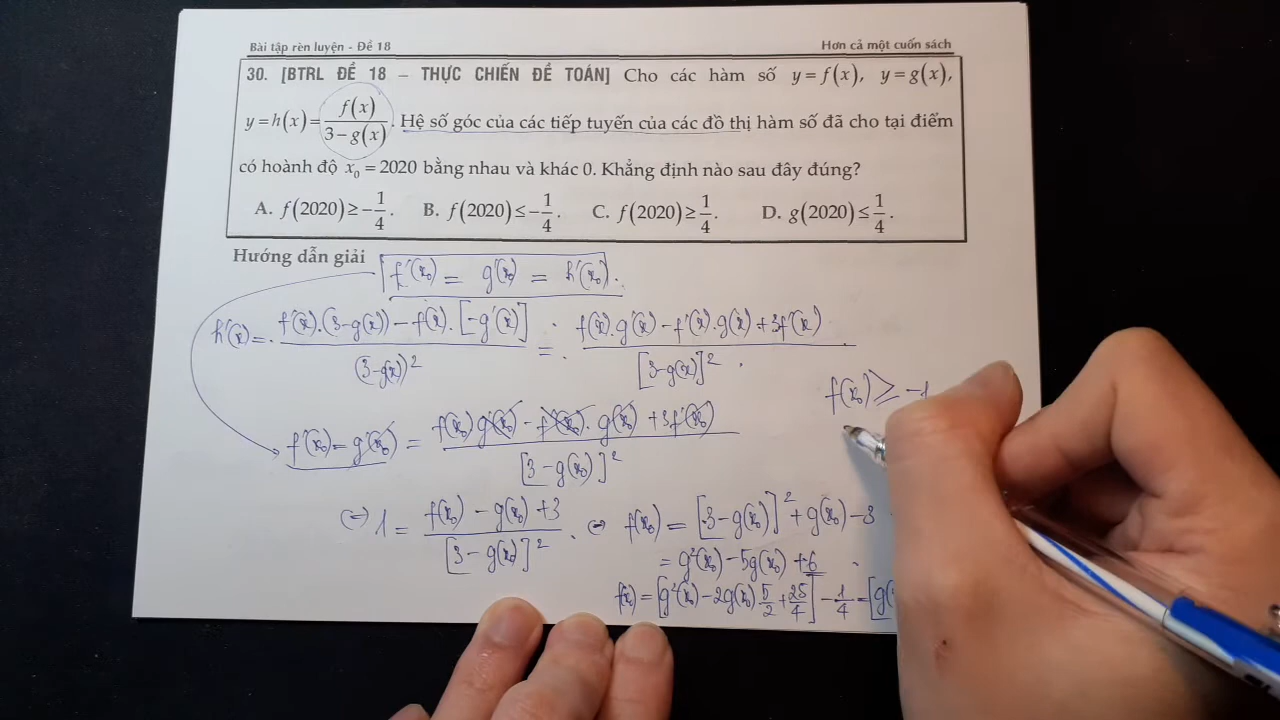 Bài tập rèn luyện - Đề 18
Hơn cả một cuốn sách
30. [BTRL ĐỀ 18 – THỰC CHIẾN ĐỀ TOÁN] Cho các hàm số y = f(x), y = g(x),
y = h(x) = f(x) / (3 − g(x)). Hệ số góc của các tiếp tuyến của các đồ thị hàm số đã cho tại điểm
có hoành độ x₀ = 2020 bằng nhau và khác 0. Khẳng định nào sau đây đúng?
A. f(2020) ≥ −1/4. B. f(2020) ≤ −1/4. C. f(2020) ≥ 1/4. D. g(2020) ≤ 1/4.
Hướng dẫn giải
f'(x₀) = g'(x₀) = h'(x₀).
h'(x) = (f'(x).(3−g(x)) − f(x).[−g'(x)]) / (3−g(x))² = (f(x).g'(x) − f'(x).g(x) + 3f'(x)) / [3−g(x)]².
f(x₀) ≥ −1
f'(x₀) = g'(x₀) = (f(x₀)g'(x₀) − f'(x₀).g(x₀) + 3f'(x₀)) / [3−g(x₀)]²
⇔ 1 = (f(x₀) − g(x₀) + 3) / [3−g(x₀)]². ⇔ f(x₀) = [3−g(x₀)]² + g(x₀) − 3
= g²(x₀) − 5g(x₀) + 6.
f(x₀) = [g²(x₀) − 2g(x₀) 5/2 + 25/4] − 1/4 = [g(